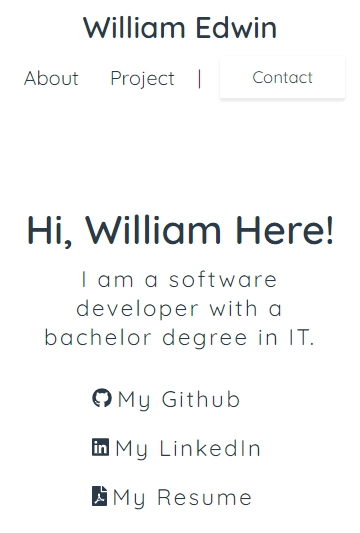 William Edwin
About Project | Contact
Hi, William Here!
I am a software
developer with a
bachelor degree in IT.
My Github
My LinkedIn
My Resume